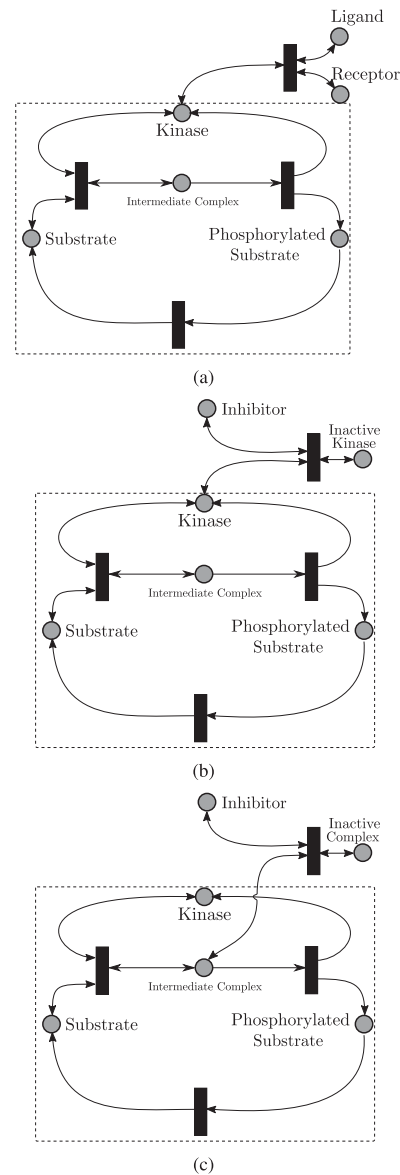 Ligand
Receptor
Kinase
Intermediate Complex
Substrate
Phosphorylated
Substrate
(a)
Inhibitor
Inactive
Kinase
Kinase
Intermediate Complex
Substrate
Phosphorylated
Substrate
(b)
Inhibitor
Inactive
Complex
Kinase
Intermediate Complex
Substrate
Phosphorylated
Substrate
(c)